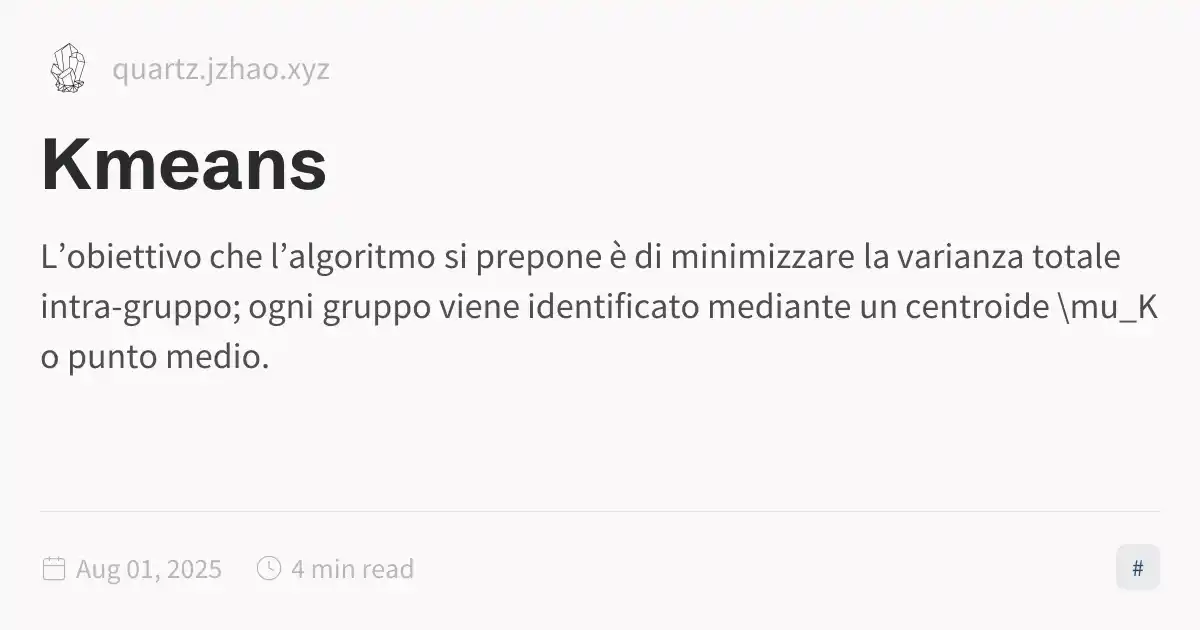 quartz.jzhao.xyz
Kmeans
L’obiettivo che l’algoritmo si prepone è di minimizzare la varianza totale
intra-gruppo; ogni gruppo viene identificato mediante un centroide \mu_K
o punto medio.
Aug 01, 2025 4 min read
#